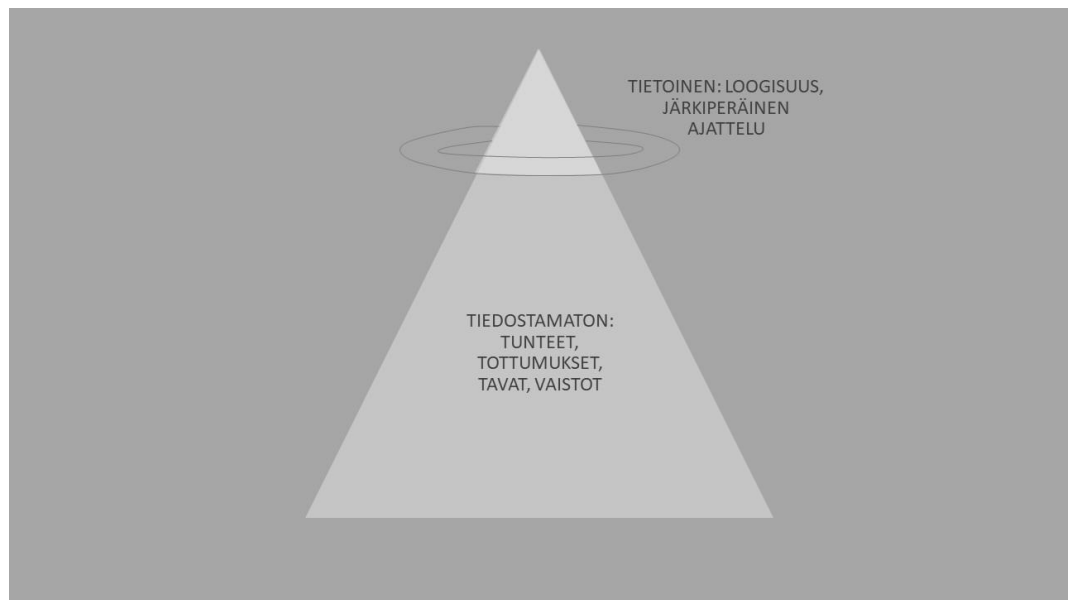 TIETOINEN: LOOGISUUS,
JÄRKIPERÄINEN
AJATTELU
TIEDOSTAMATON:
TUNTEET,
TOTTUMUKSET,
TAVAT, VAISTOT